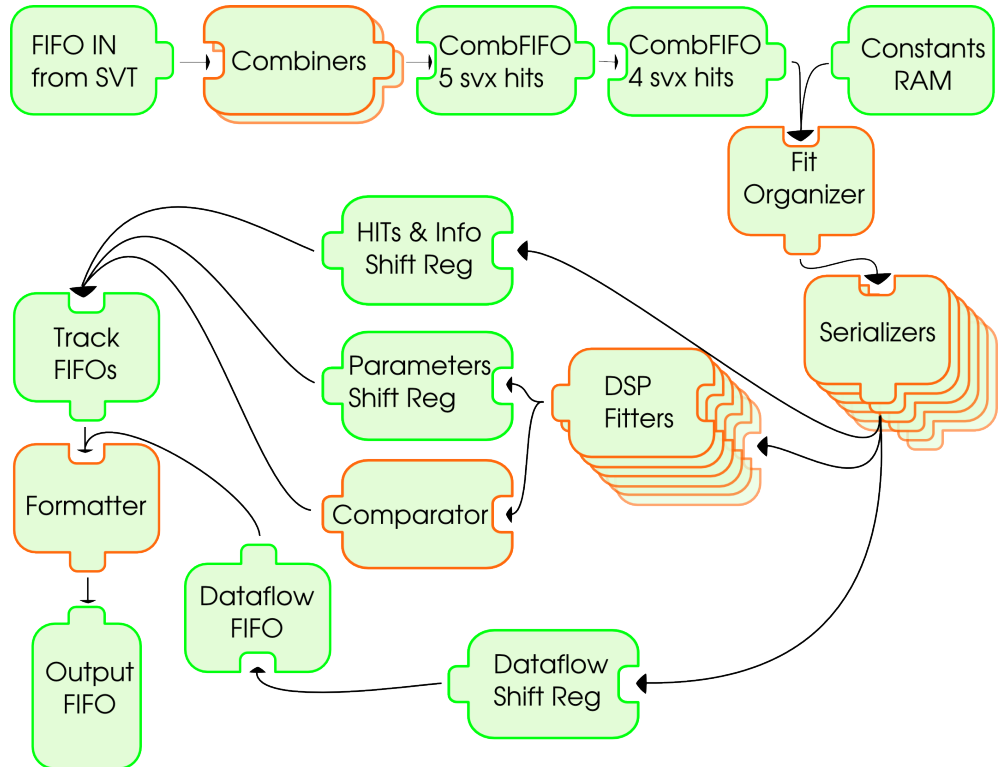 FIFO IN
from SVT
Combiners
CombFIFO
5 svx hits
CombFIFO
4 svx hits
Constants
RAM
Fit
Organizer
HITs & Info
Shift Reg
Serializers
Track
FIFOs
Parameters
Shift Reg
DSP
Fitters
Formatter
Comparator
Dataflow
FIFO
Output
FIFO
Dataflow
Shift Reg